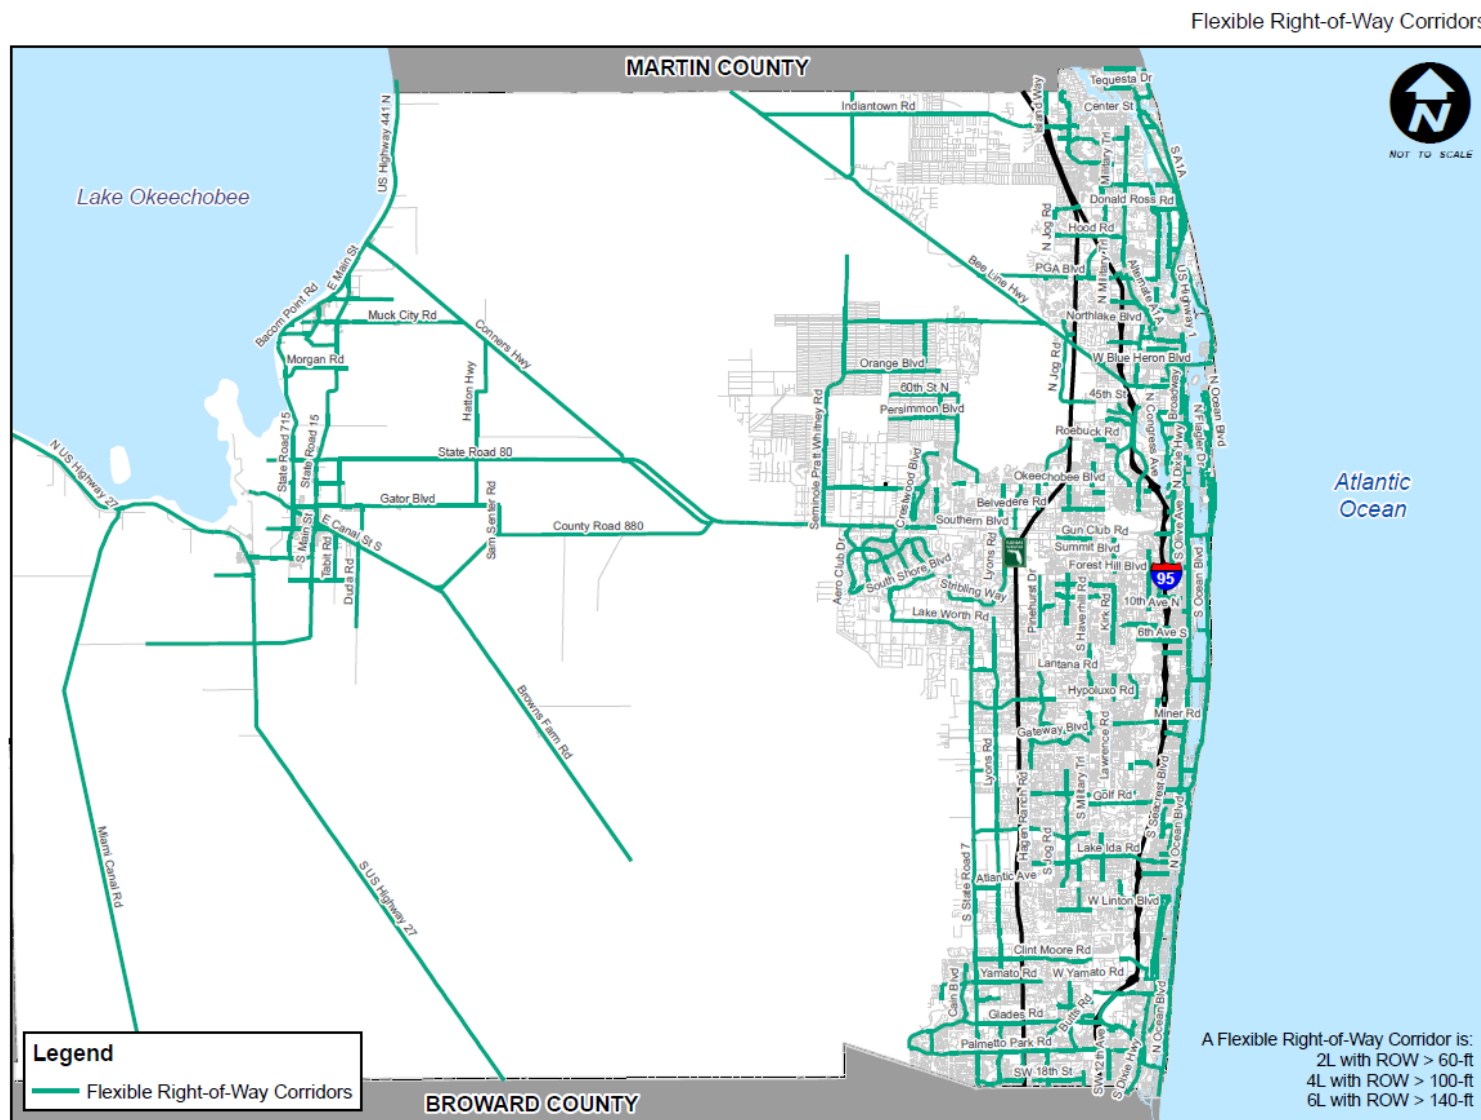 Flexible Right-of-Way Corridors
MARTIN COUNTY
BROWARD COUNTY
Lake Okeechobee
Atlantic
Ocean
N
NOT TO SCALE
US Highway 441 N
E Main St
Bacom Point Rd
Muck City Rd
Morgan Rd
Conners Hwy
Hatton Hwy
State Road 715
State Road 15
State Road 80
N US Highway 27
Gator Blvd
E Canal St S
S Main St
Tabit Rd
Duda Rd
Sam Senter Rd
County Road 880
Browns Farm Rd
Miami Canal Rd
S US Highway 27
Indiantown Rd
Island Way
Tequesta Dr
Center St
SA1A
Military Trl
Donald Ross Rd
N Jog Rd
Hood Rd
Bee Line Hwy
PGA Blvd
N Military Trl
Alternate A1A
US Highway 1
Northlake Blvd
W Blue Heron Blvd
N Jog Rd
45th St
N Congress Ave
Broadway
N Dixie Hwy
N Flagler Dr
N Ocean Blvd
Orange Blvd
60th St N
Persimmon Blvd
Seminole Pratt Whitney Rd
Roebuck Rd
Okeechobee Blvd
Crestwood Blvd
Belvedere Rd
Southern Blvd
Gun Club Rd
Summit Blvd
Forest Hill Blvd
S Olive Ave
95
Aero Club Dr
South Shore Blvd
Lyons Rd
Stribling Way
Pinehurst Dr
S Haverhill Rd
Kirk Rd
10th Ave N
6th Ave S
S Ocean Blvd
Lake Worth Rd
Lantana Rd
Hypoluxo Rd
Miner Rd
Gateway Blvd
Lawrence Rd
Lyons Rd
Hagen Ranch Rd
S Military Trl
Golf Rd
S Seacrest Blvd
N Ocean Blvd
S Jog Rd
Lake Ida Rd
Atlantic Ave
S State Road 7
W Linton Blvd
Clint Moore Rd
Cain Blvd
Yamato Rd
W Yamato Rd
Glades Rd
Butts Rd
Palmetto Park Rd
SW 18th St
SW 12th Ave
S Dixie Hwy
N Ocean Blvd
Legend
Flexible Right-of-Way Corridors
A Flexible Right-of-Way Corridor is:
2L with ROW > 60-ft
4L with ROW > 100-ft
6L with ROW > 140-ft